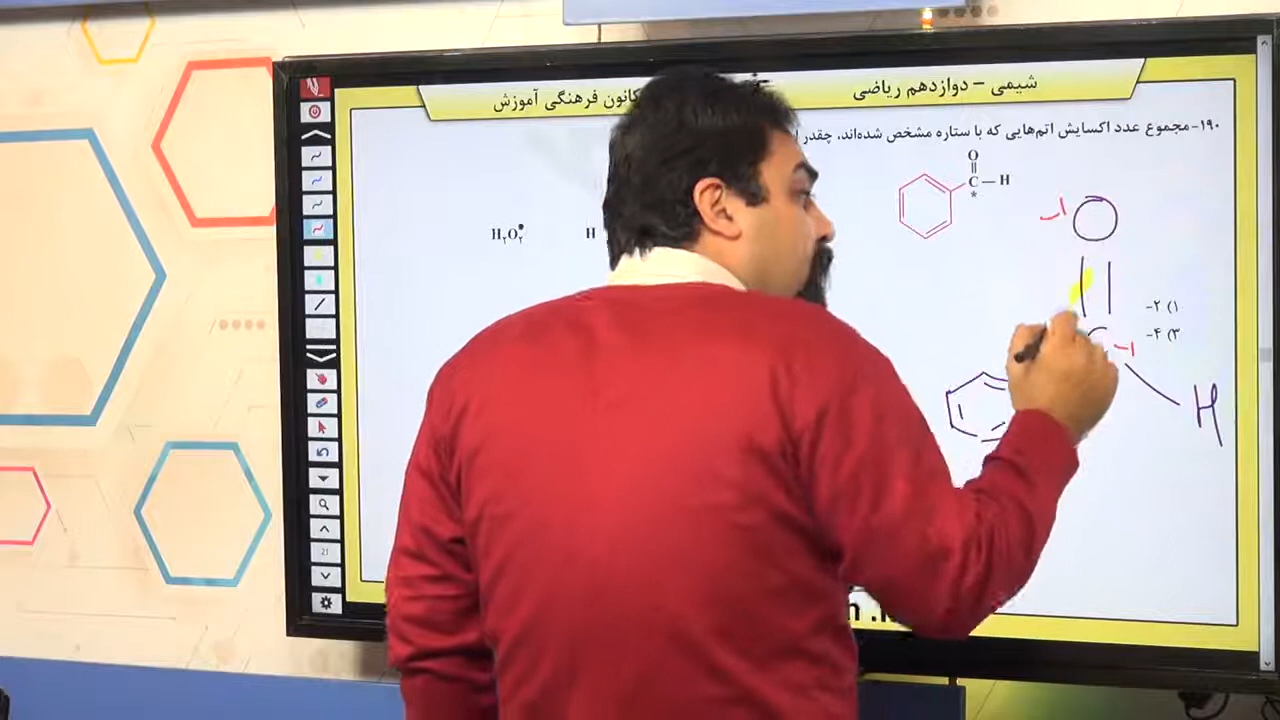 شیمی - دوازدهم ریاضی
کانون فرهنگی آموزش
۱۹۰- مجموع عدد اکسایش اتم‌هایی که با ستاره مشخص شده‌اند، چقدر
O
C — H
*
H۲O۲
H
-۱
O
۱) ۲-
۳) ۴-
-۱
H
21